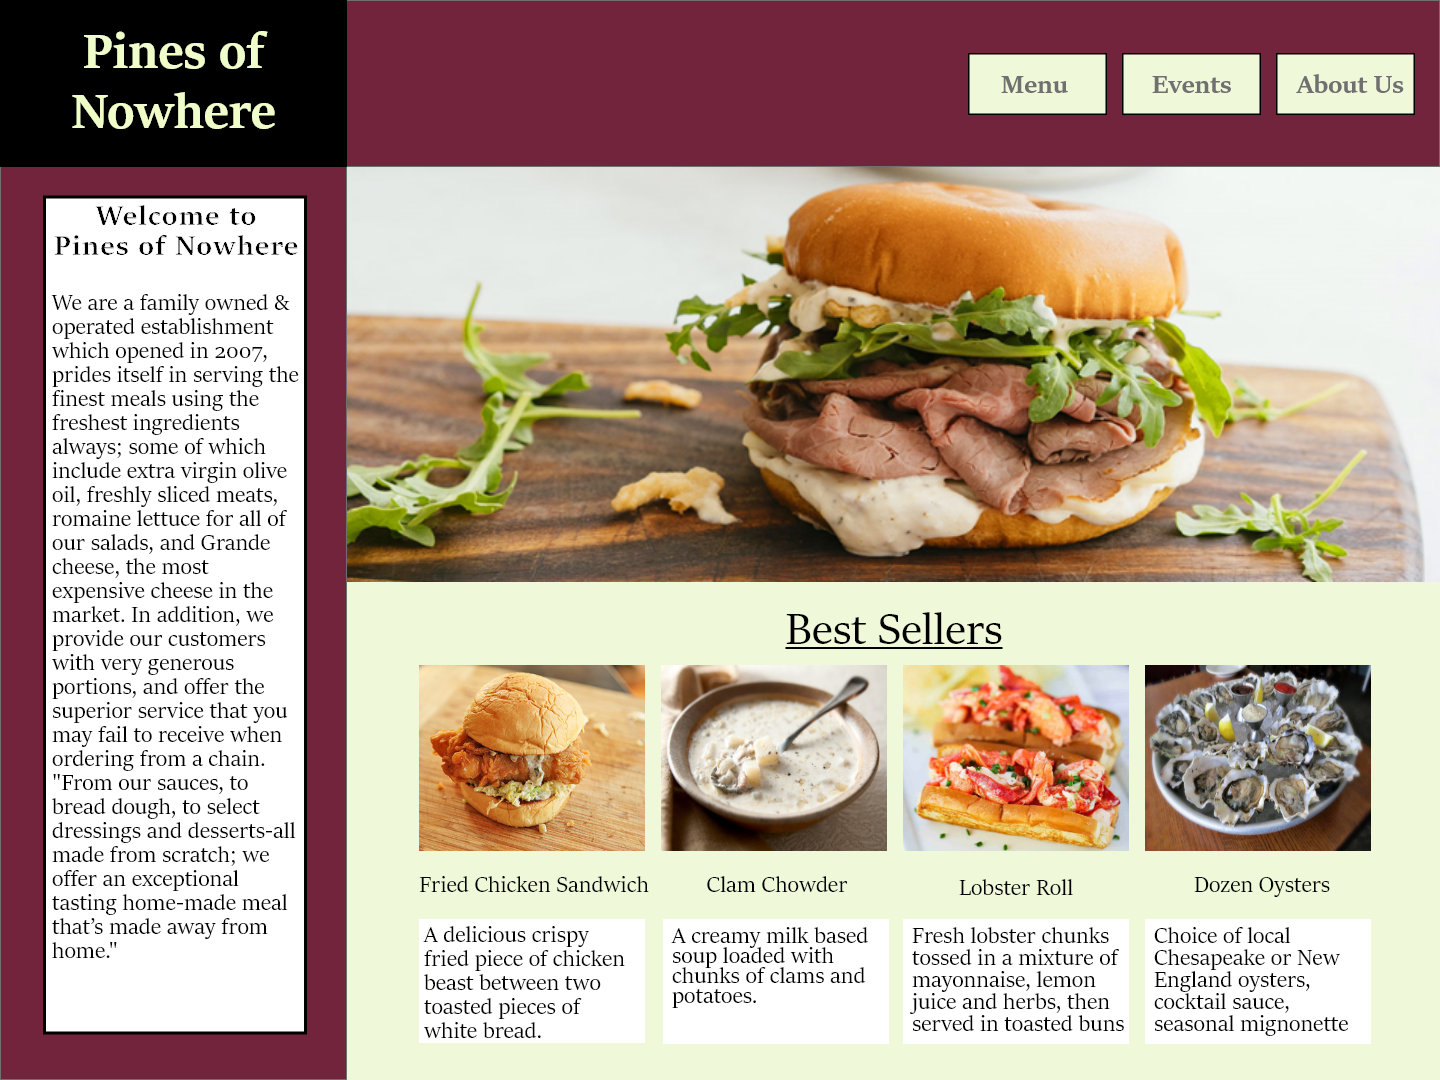 Pines of
Nowhere
Menu
Events
About Us
Welcome to
Pines of Nowhere
We are a family owned &
operated establishment
which opened in 2007,
prides itself in serving the
finest meals using the
freshest ingredients
always; some of which
include extra virgin olive
oil, freshly sliced meats,
romaine lettuce for all of
our salads, and Grande
cheese, the most
expensive cheese in the
market. In addition, we
provide our customers
with very generous
portions, and offer the
superior service that you
may fail to receive when
ordering from a chain.
"From our sauces, to
bread dough, to select
dressings and desserts-all
made from scratch; we
offer an exceptional
tasting home-made meal
that’s made away from
home."
Best Sellers
Fried Chicken Sandwich
A delicious crispy
fried piece of chicken
beast between two
toasted pieces of
white bread.
Clam Chowder
A creamy milk based
soup loaded with
chunks of clams and
potatoes.
Lobster Roll
Fresh lobster chunks
tossed in a mixture of
mayonnaise, lemon
juice and herbs, then
served in toasted buns
Dozen Oysters
Choice of local
Chesapeake or New
England oysters,
cocktail sauce,
seasonal mignonette